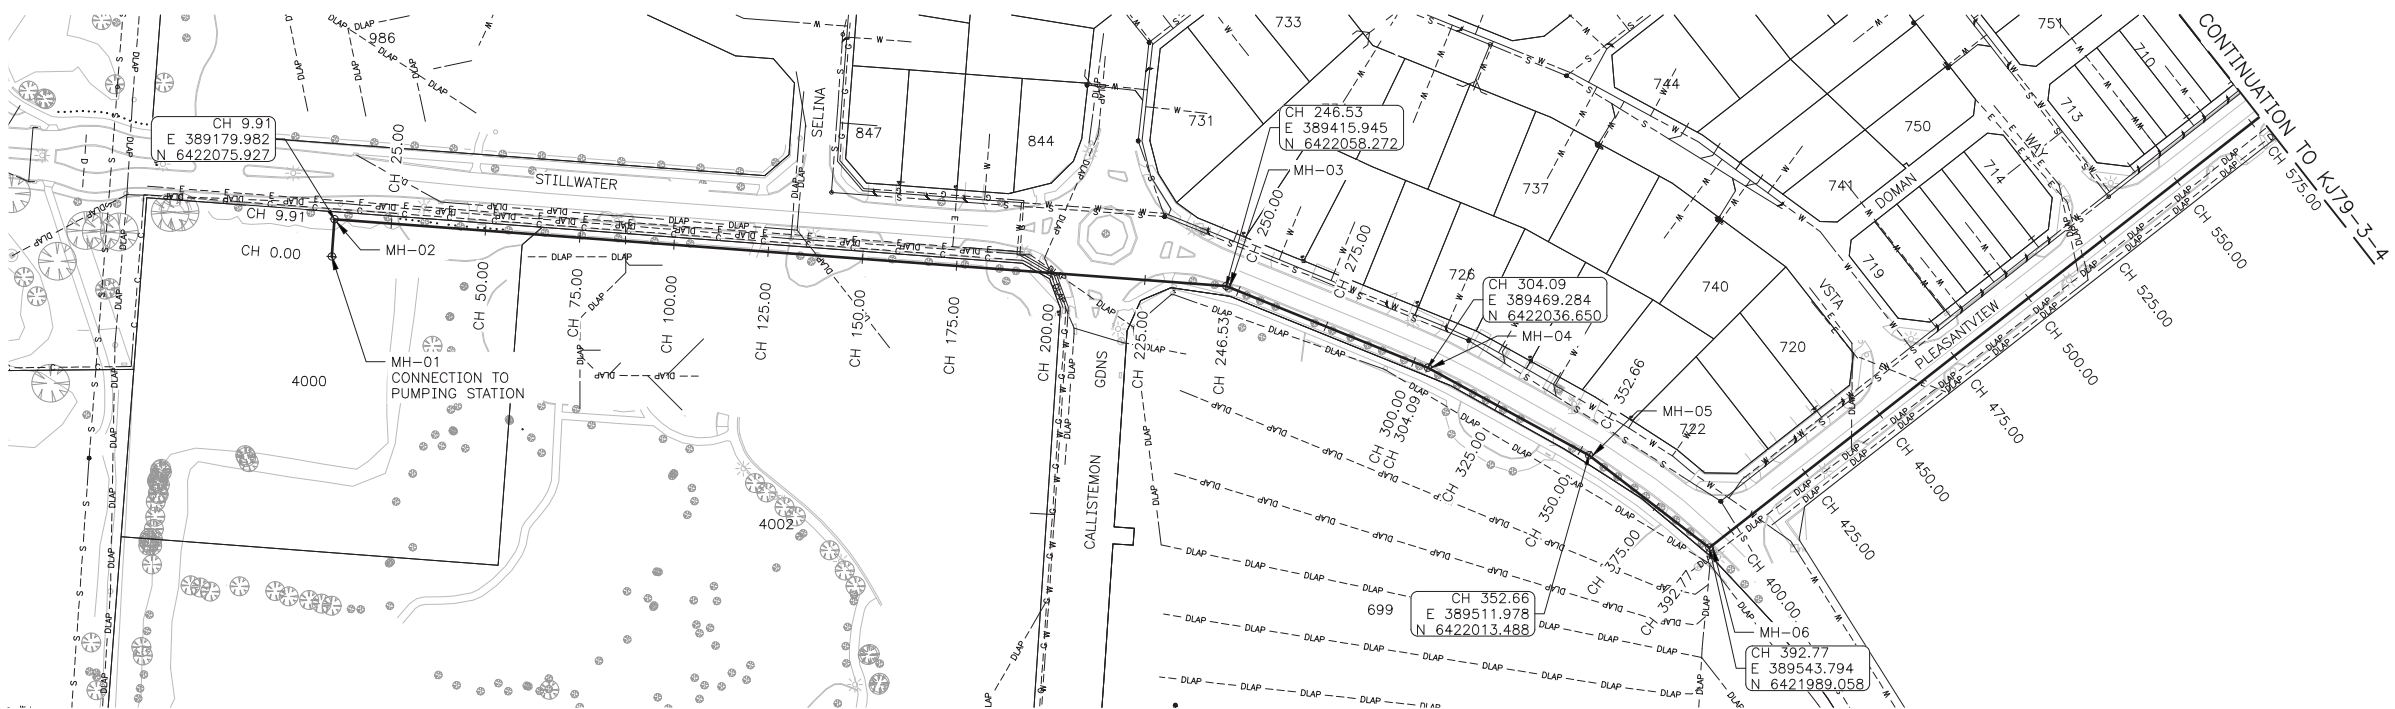 986
733
744
751
710
713
CONTINUATION TO KJ79-3-4
SELINA
847
844
731
737
741
750
DOMAN
WAY
714
719
740
720
726
722
VSTA
PLEASANTVIEW
STILLWATER
CH 9.91
E 389179.982
N 6422075.927
CH 25.00
CH 9.91
CH 0.00
MH-02
MH-01
CONNECTION TO
PUMPING STATION
4000
4002
CH 50.00
CH 75.00
CH 100.00
CH 125.00
CH 150.00
CH 175.00
CH 200.00
GDNS
CALLISTEMON
CH 225.00
CH 246.53
CH 246.53
E 389415.945
N 6422058.272
MH-03
CH 250.00
CH 275.00
CH 304.09
E 389469.284
N 6422036.650
MH-04
CH 300.00
CH 304.09
CH 325.00
CH 350.00
CH 352.66
MH-05
CH 375.00
CH 352.66
E 389511.978
N 6422013.488
699
CH 392.77
CH 400.00
MH-06
CH 392.77
E 389543.794
N 6421989.058
CH 425.00
CH 450.00
CH 475.00
CH 500.00
CH 525.00
CH 550.00
CH 575.00
DLAP